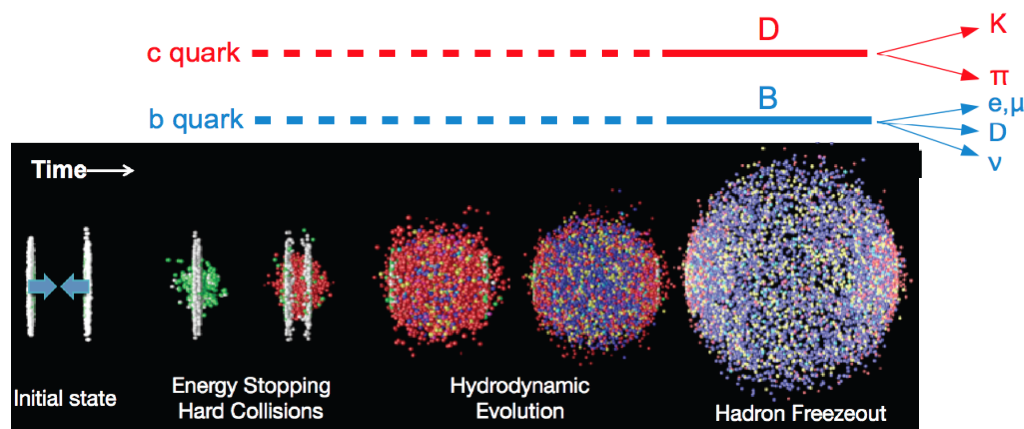 c quark
D
K
π
b quark
B
e,μ
D
ν
Time
Initial state
Energy Stopping
Hard Collisions
Hydrodynamic
Evolution
Hadron Freezeout